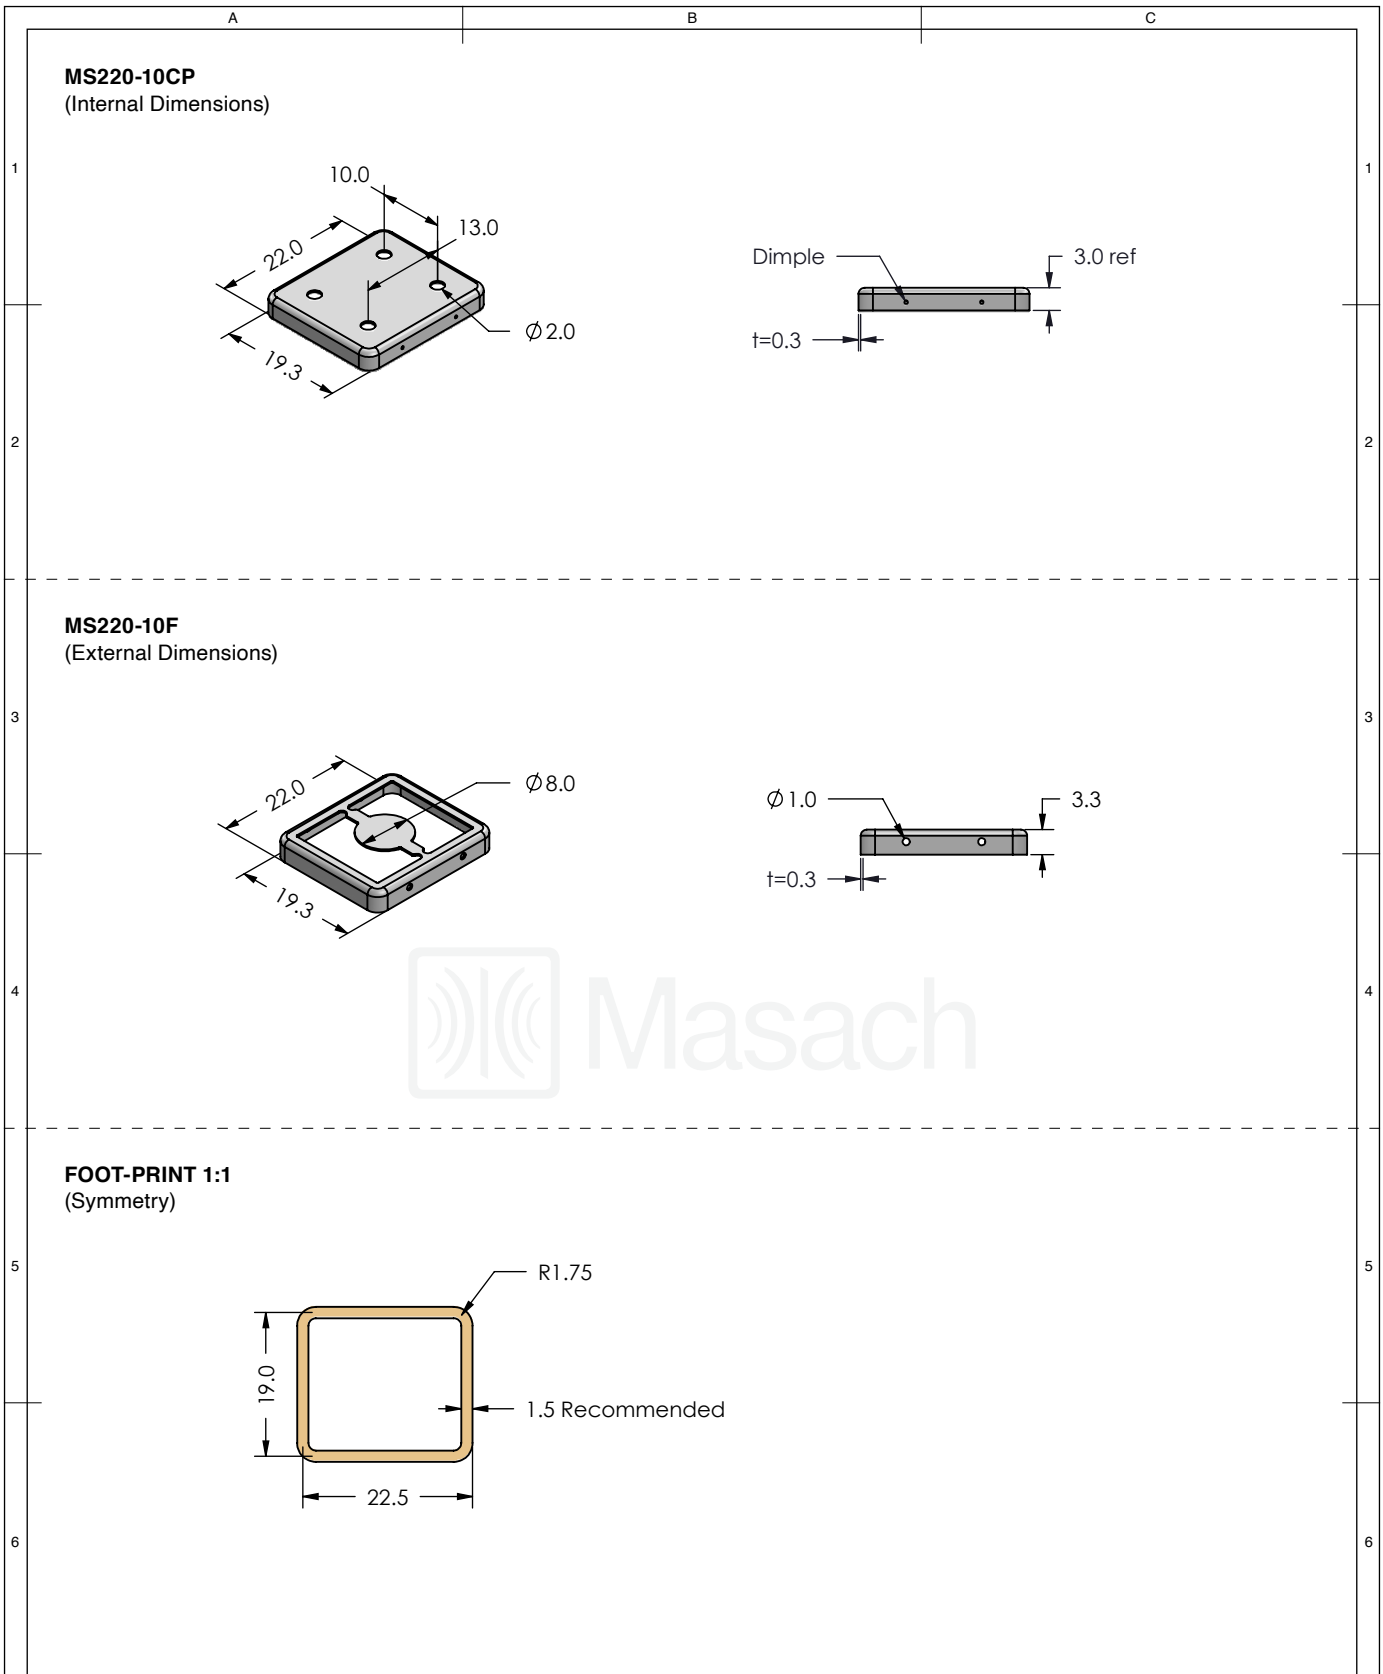 A B C
MS220-10CP
(Internal Dimensions)
1 1
10.0
13.0
22.0
19.3
Ø2.0
Dimple
3.0 ref
t=0.3
2 2
MS220-10F
(External Dimensions)
3 3
22.0
Ø8.0
19.3
Ø1.0
3.3
t=0.3
Masach
4 4
FOOT-PRINT 1:1
(Symmetry)
5 5
R1.75
19.0
1.5 Recommended
22.5
6 6